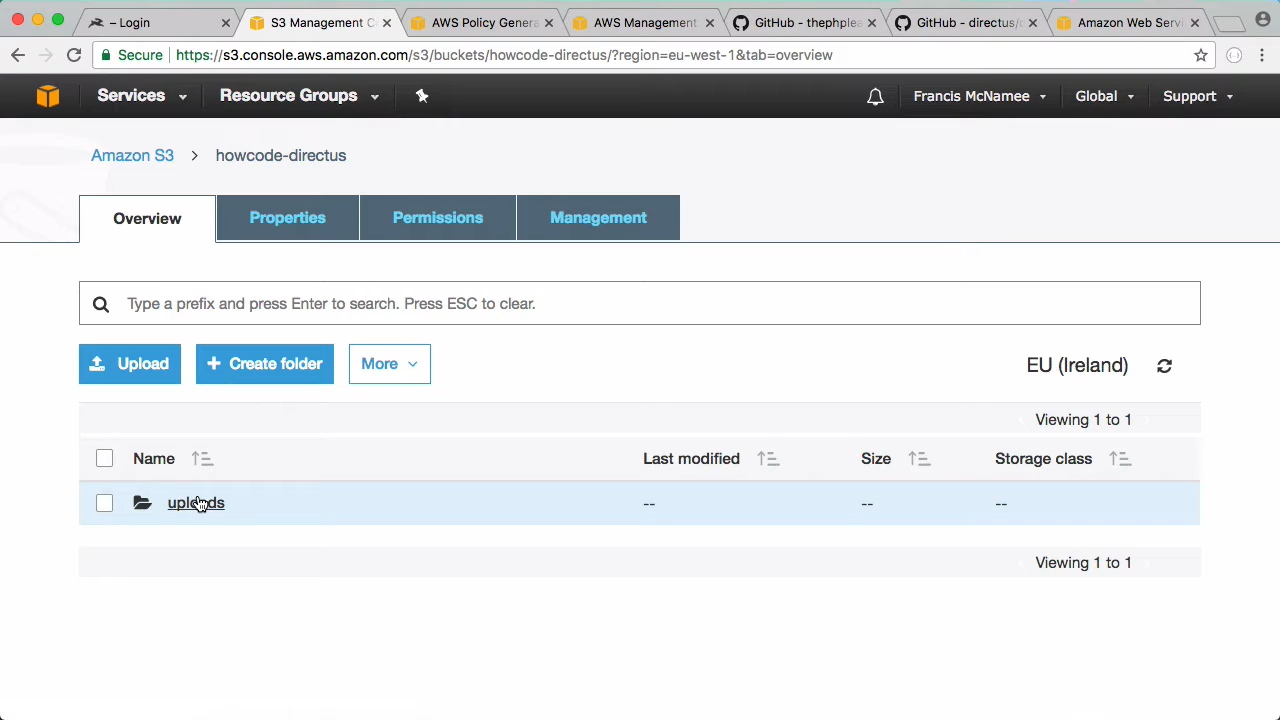 – Login
S3 Management C
AWS Policy Genera
AWS Management
GitHub - thephplea
GitHub - directus
Amazon Web Servi
Secure
https://s3.console.aws.amazon.com/s3/buckets/howcode-directus/?region=eu-west-1&tab=overview
Services
Resource Groups
Francis McNamee
Global
Support
Amazon S3 > howcode-directus
Overview
Properties
Permissions
Management
Type a prefix and press Enter to search. Press ESC to clear.
Upload
+ Create folder
More
EU (Ireland)
Viewing 1 to 1
Name
Last modified
Size
Storage class
uploads
--
--
--
Viewing 1 to 1